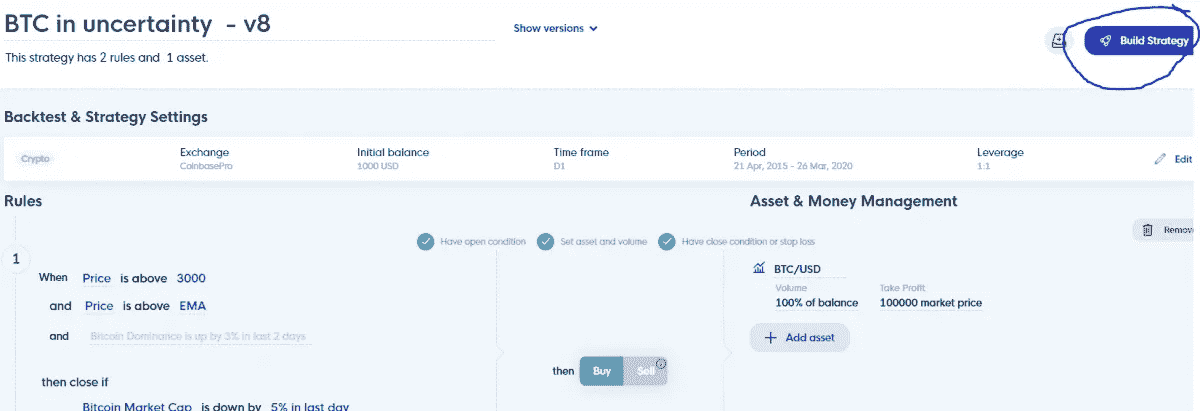 BTC in uncertainty - v8
Show versions
Build Strategy
This strategy has 2 rules and 1 asset.
Backtest & Strategy Settings
Crypto
Exchange
CoinbasePro
Initial balance
1000 USD
Time frame
D1
Period
21 Apr, 2015 - 26 Mar, 2020
Leverage
1:1
Edit
Rules
Asset & Money Management
Have open condition
Set asset and volume
Have close condition or stop loss
Remov
1
When Price is above 3000
and Price is above EMA
and Bitcoin Dominance is up by 3% in last 2 days
then close if
Bitcoin Market Cap is down by 5% in last day
then Buy Sell
BTC/USD
Volume
100% of balance
Take Profit
100000 market price
+ Add asset